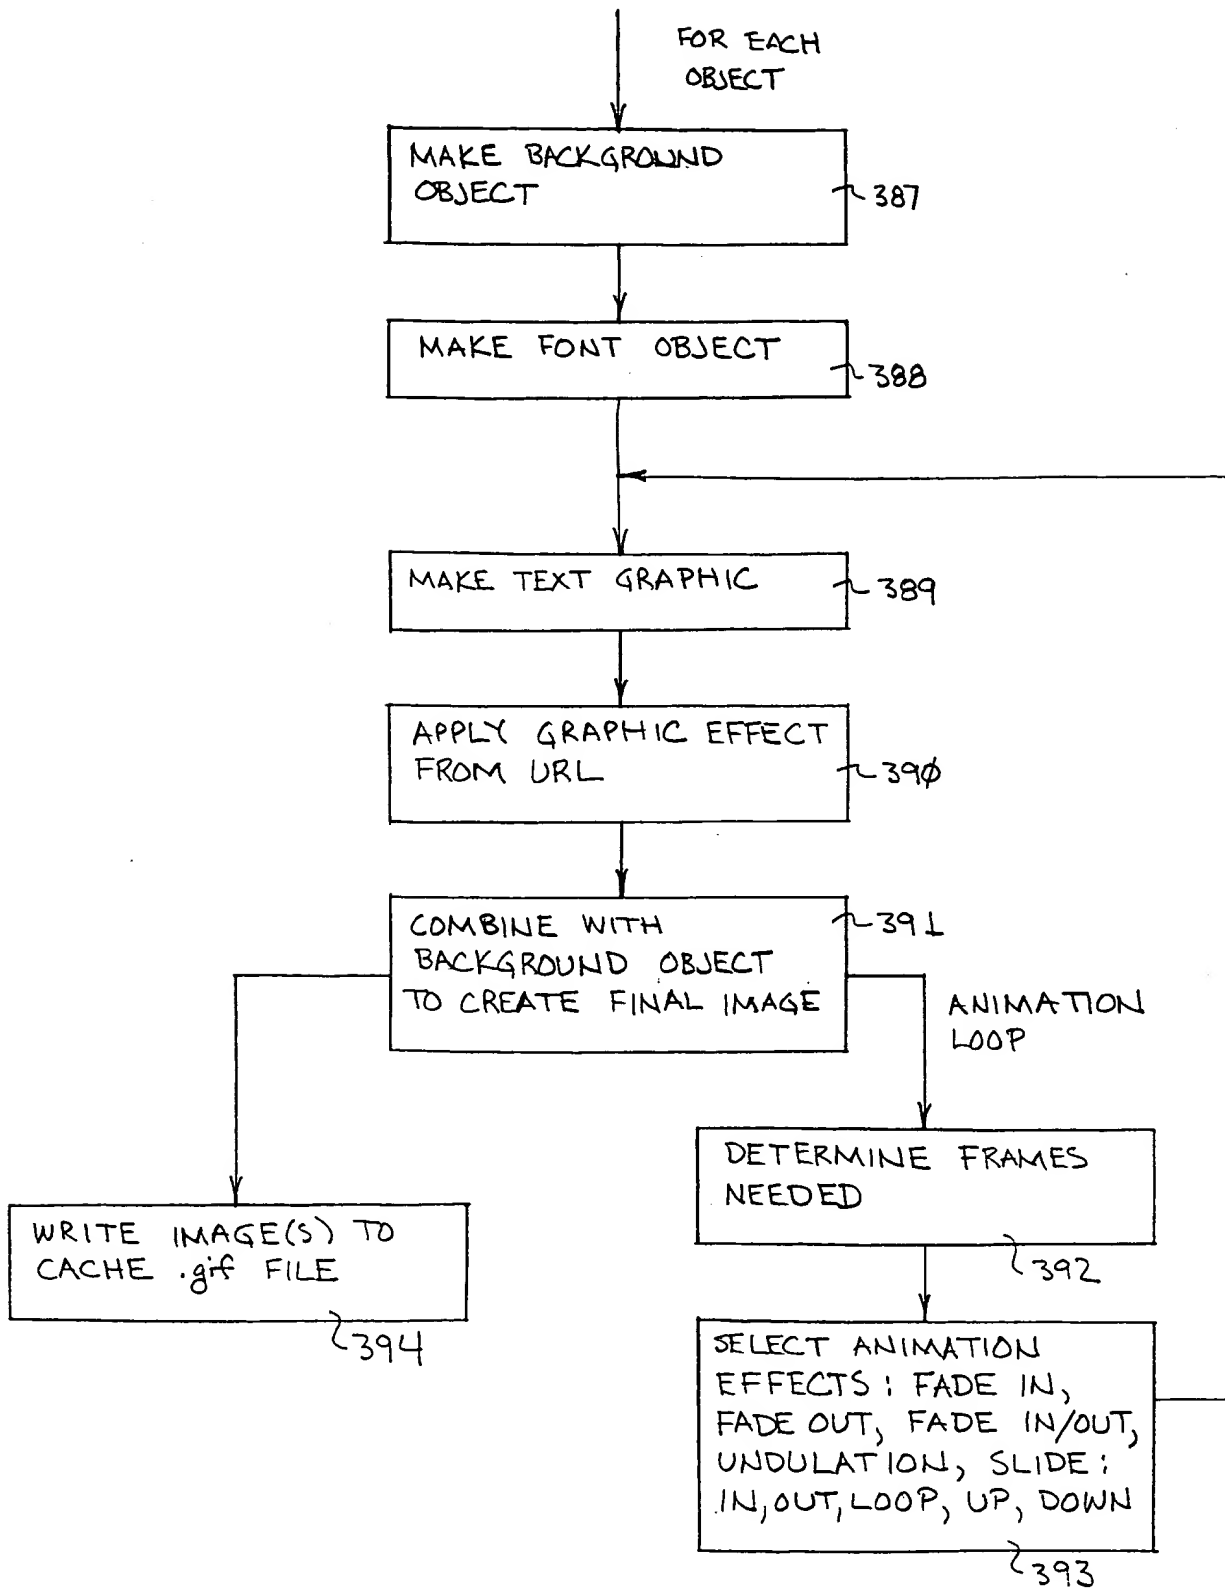 FOR EACH
OBJECT
MAKE BACKGROUND
OBJECT
387
MAKE FONT OBJECT
388
MAKE TEXT GRAPHIC
389
APPLY GRAPHIC EFFECT
FROM URL
390
COMBINE WITH
BACKGROUND OBJECT
TO CREATE FINAL IMAGE
391
ANIMATION
LOOP
DETERMINE FRAMES
NEEDED
392
WRITE IMAGE(S) TO
CACHE .gif FILE
394
SELECT ANIMATION
EFFECTS: FADE IN,
FADE OUT, FADE IN/OUT,
UNDULATION, SLIDE:
IN, OUT, LOOP, UP, DOWN
393